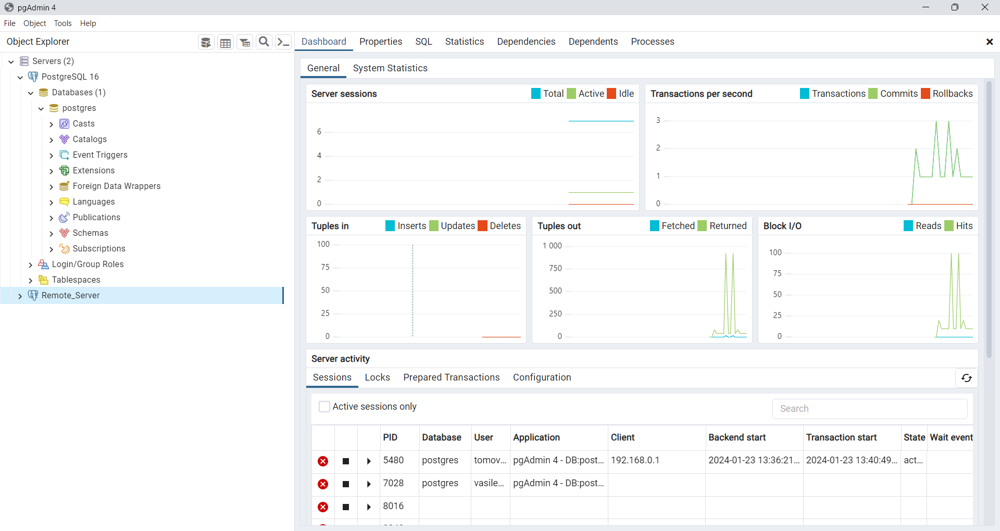 pgAdmin 4
File Object Tools Help
Object Explorer
Dashboard Properties SQL Statistics Dependencies Dependents Processes
Servers (2)
PostgreSQL 16
Databases (1)
postgres
Casts
Catalogs
Event Triggers
Extensions
Foreign Data Wrappers
Languages
Publications
Schemas
Subscriptions
Login/Group Roles
Tablespaces
Remote_Server
General System Statistics
Server sessions Total Active Idle
6
4
2
0
Transactions per second Transactions Commits Rollbacks
3
2
1
0
Tuples in Inserts Updates Deletes
100
75
50
25
0
Tuples out Fetched Returned
1 000
750
500
250
0
Block I/O Reads Hits
100
75
50
25
0
Server activity
Sessions Locks Prepared Transactions Configuration
Active sessions only Search
PID Database User Application Client Backend start Transaction start State Wait event
5480 postgres tomov... pgAdmin 4 - DB:post... 192.168.0.1 2024-01-23 13:36:21... 2024-01-23 13:40:49... act...
7028 postgres vasile... pgAdmin 4 - DB:post...
8016